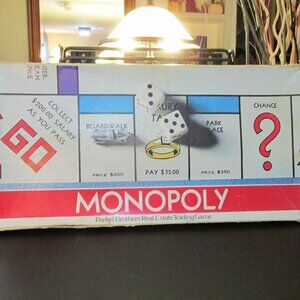 COLLECT
$200.00 SALARY
AS YOU PASS
GO
BOARDWALK
PRICE $400
PAY $75.00
PARK
PRICE $350
CHANCE
?
MONOPOLY
Parker Brothers Real Estate Trading Game